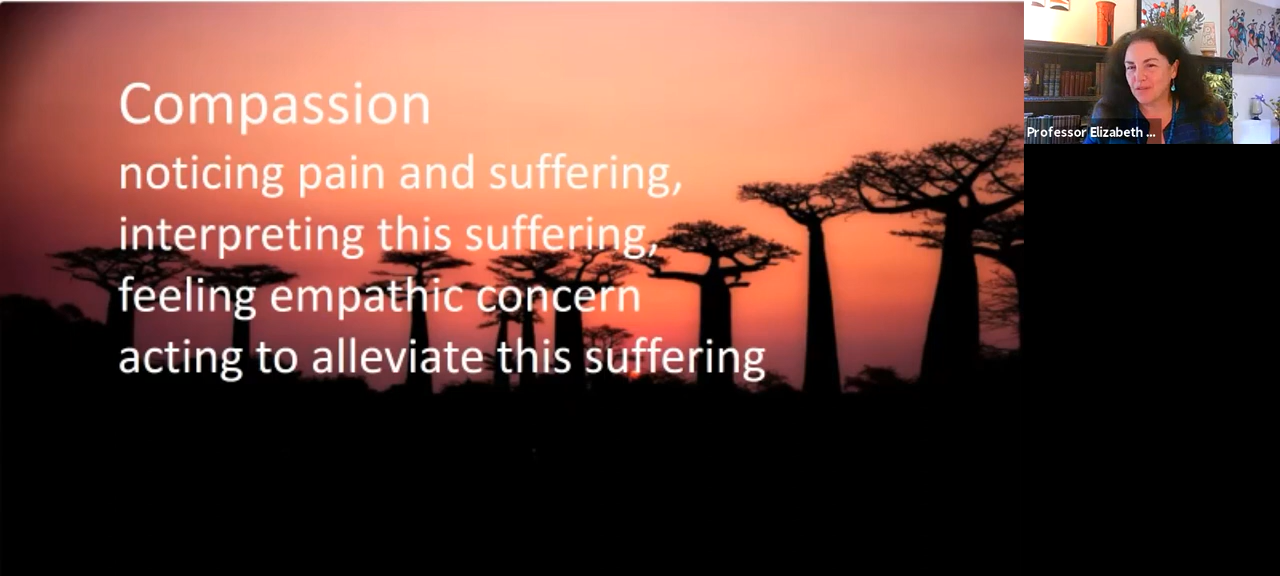 Compassion
noticing pain and suffering,
interpreting this suffering,
feeling empathic concern
acting to alleviate this suffering
Professor Elizabeth ...